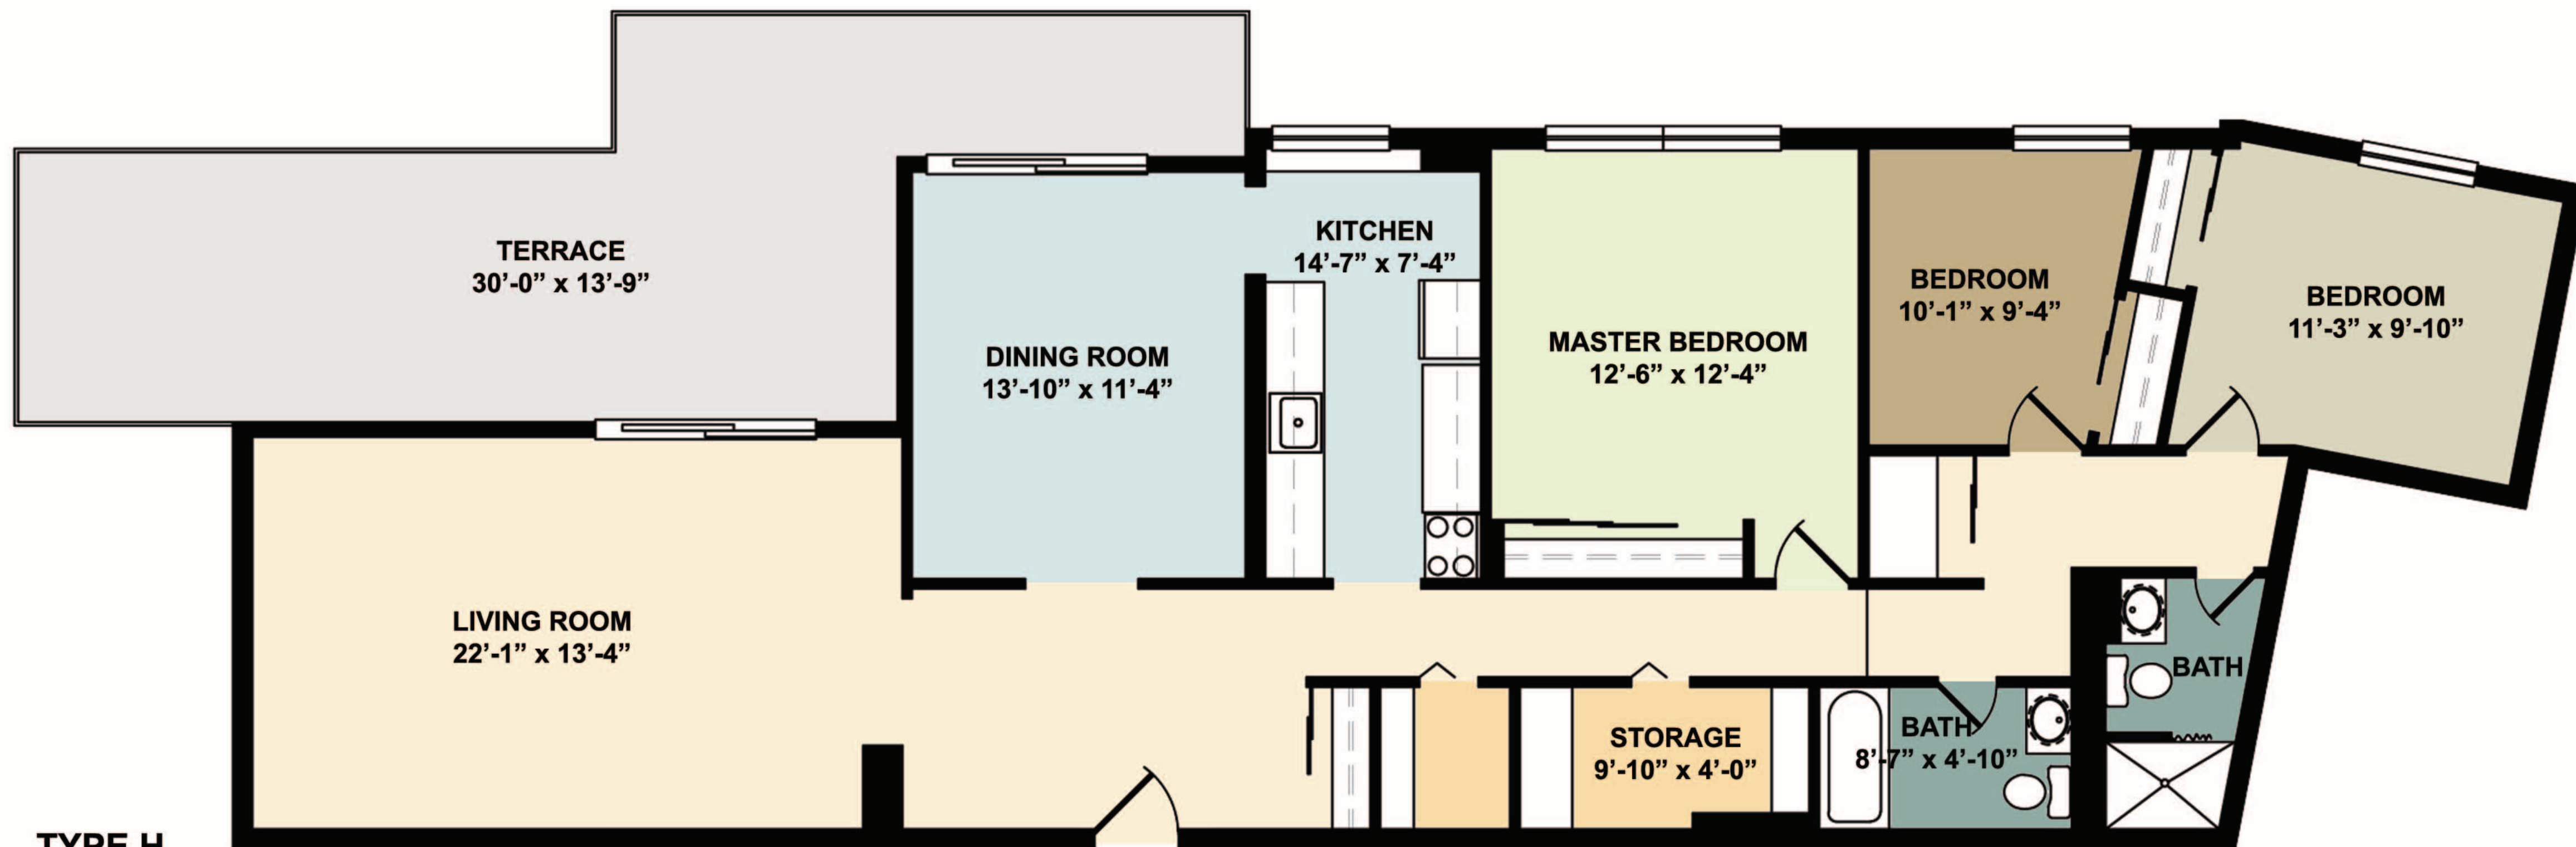 TERRACE
30’-0” x 13’-9”
KITCHEN
14’-7” x 7’-4”
BEDROOM
10’-1” x 9’-4”
BEDROOM
11’-3” x 9’-10”
DINING ROOM
13’-10” x 11’-4”
MASTER BEDROOM
12’-6” x 12’-4”
LIVING ROOM
22’-1” x 13’-4”
BATH
STORAGE
9’-10” x 4’-0”
BATH
8’-7” x 4’-10”
TYPE H